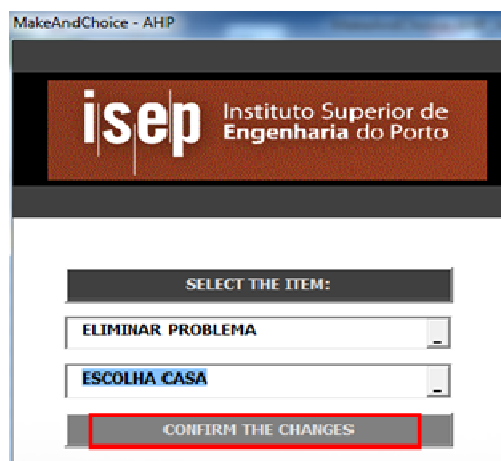 MakeAndChoice - AHP
isep
Instituto Superior de
Engenharia do Porto
SELECT THE ITEM:
ELIMINAR PROBLEMA
ESCOLHA CASA
CONFIRM THE CHANGES